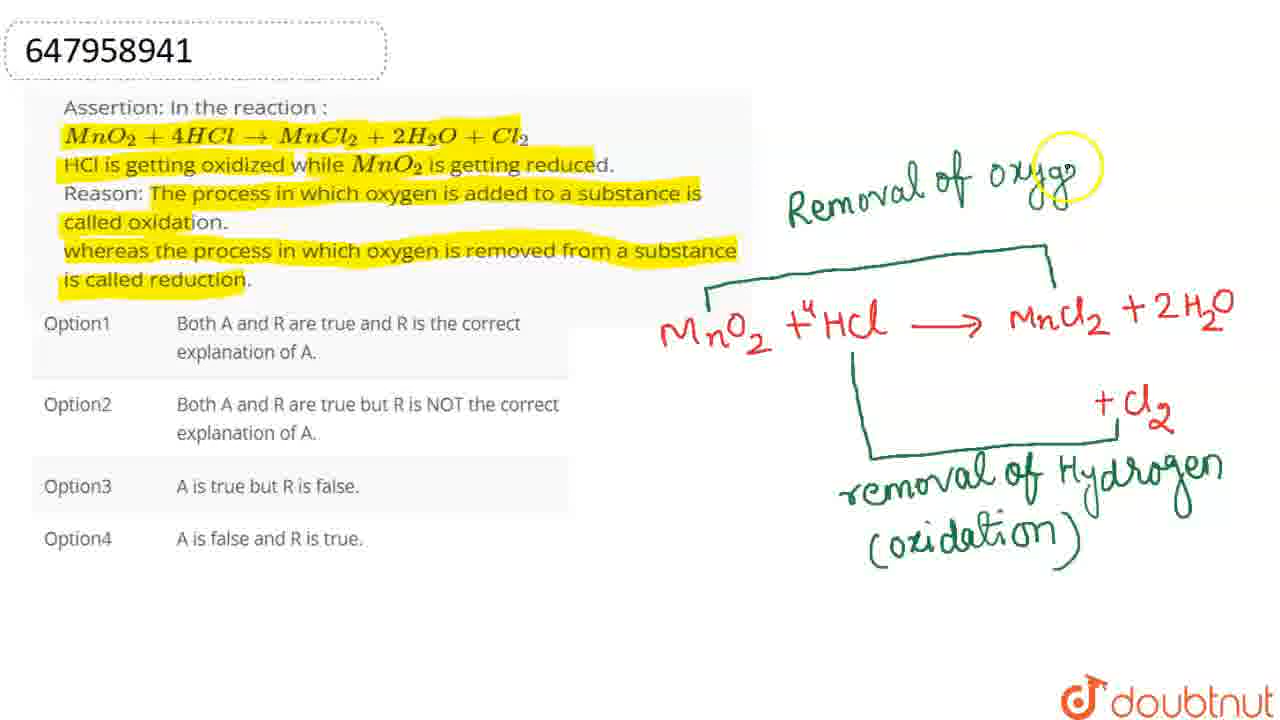 647958941
Assertion: In the reaction :
MnO2 + 4HCl → MnCl2 + 2H2O + Cl2
HCl is getting oxidized while MnO2 is getting reduced.
Reason: The process in which oxygen is added to a substance is
called oxidation.
whereas the process in which oxygen is removed from a substance
is called reduction.
Option1 Both A and R are true and R is the correct
explanation of A.
Option2 Both A and R are true but R is NOT the correct
explanation of A.
Option3 A is true but R is false.
Option4 A is false and R is true.
Removal of oxyg
MnO2 + 4HCl → MnCl2 + 2H2O
+ Cl2
removal of Hydrogen
(oxidation)
doubtnut